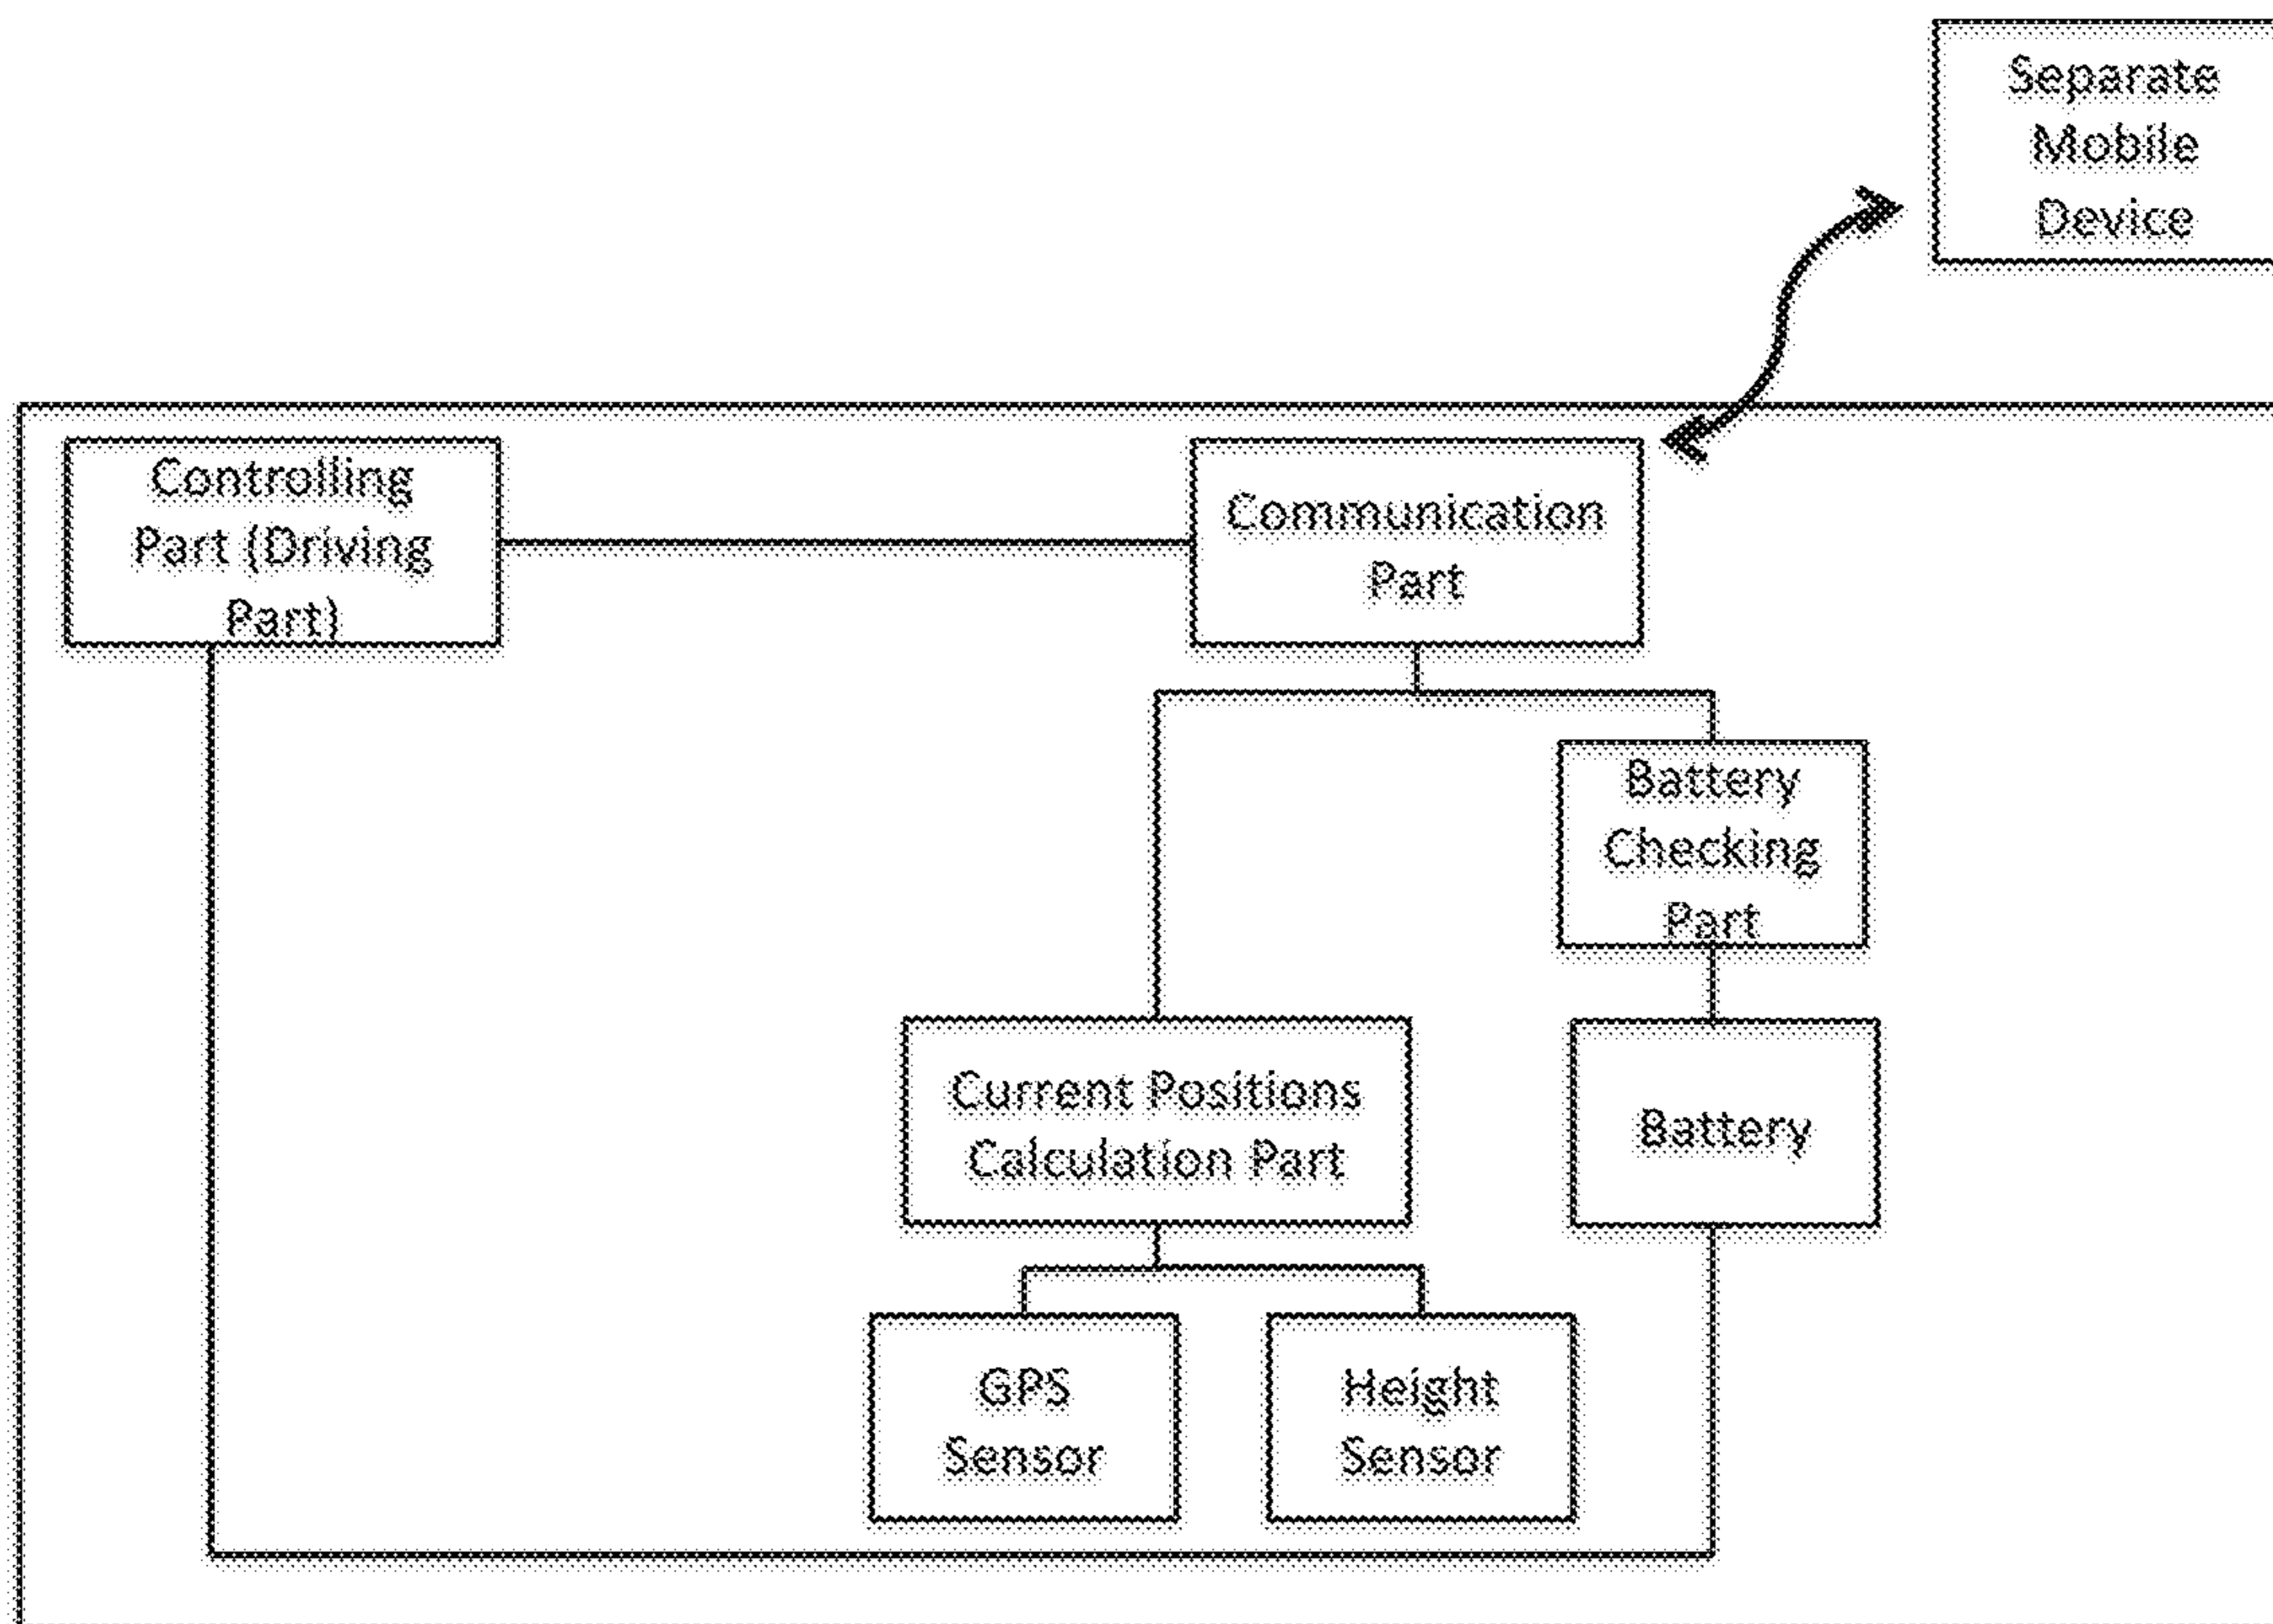 Separate
Mobile
Device
Controlling
Part (Driving
Part)
Communication
Part
Battery
Checking
Part
Current Positions
Calculation Part
Battery
GPS
Sensor
Height
Sensor